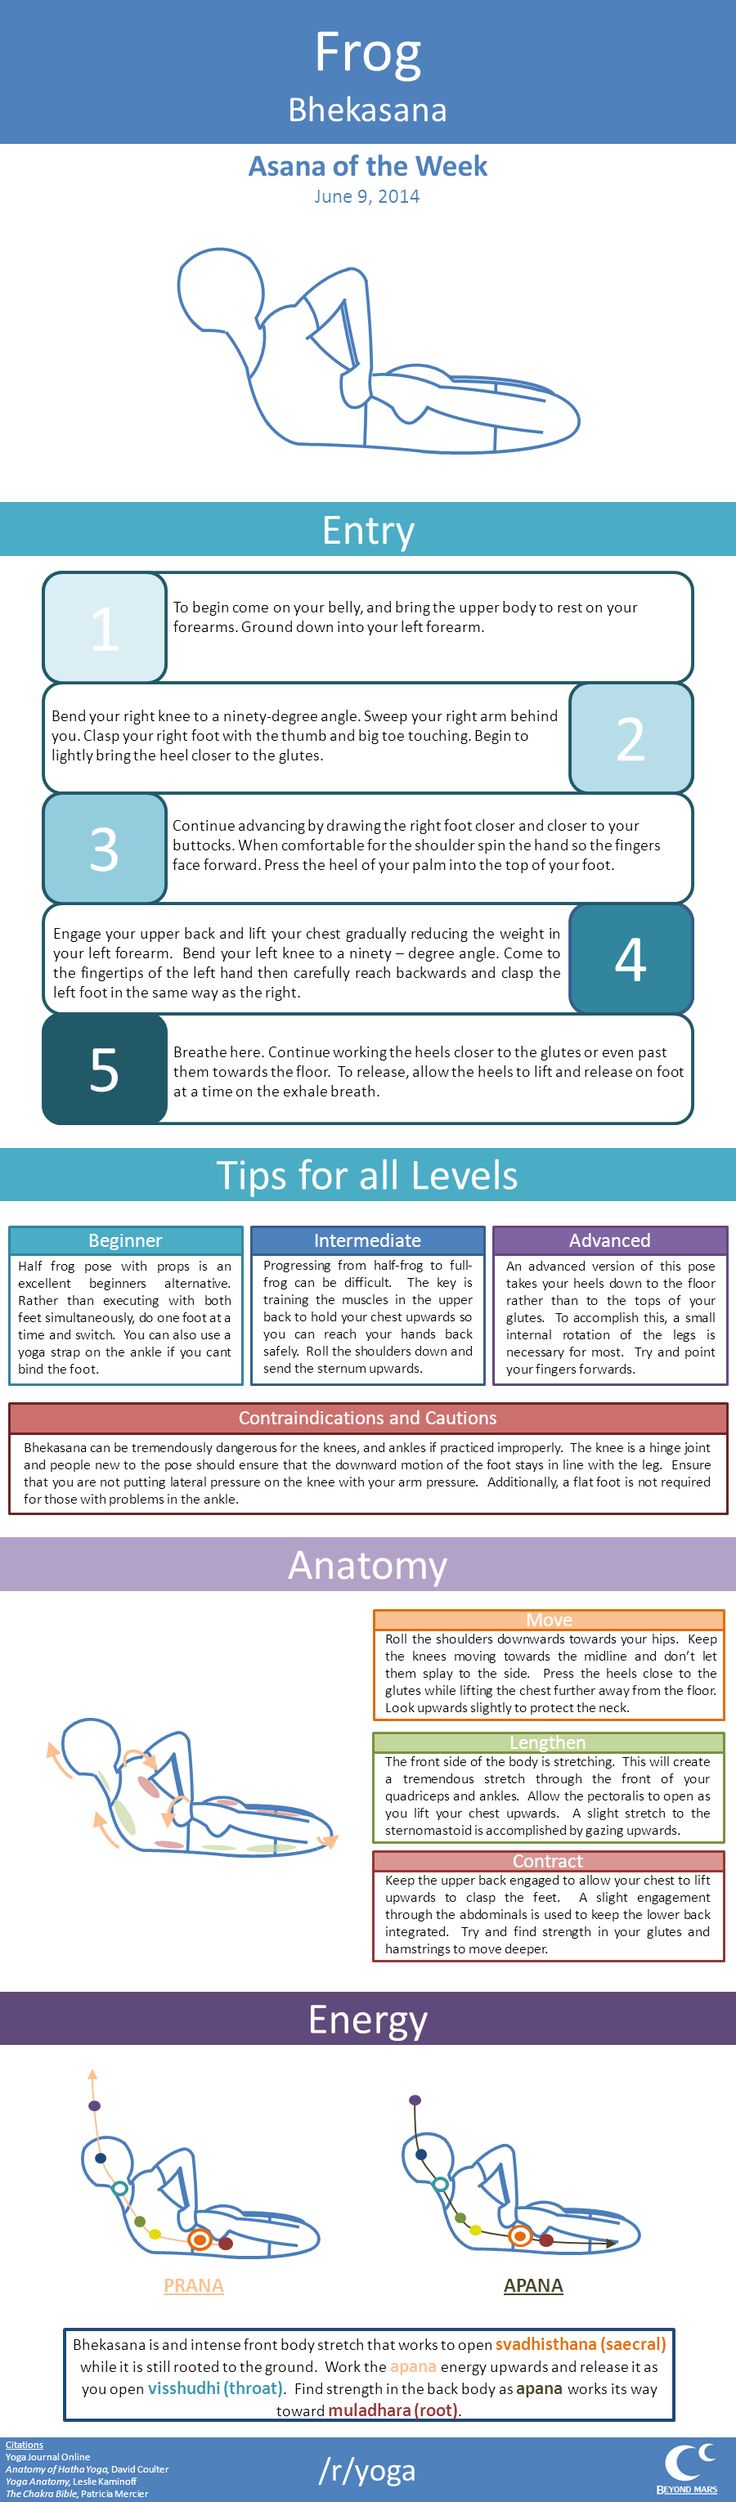 Frog
Bhekasana
Asana of the Week
June 9, 2014
Entry
1
To begin come on your belly, and bring the upper body to rest on your
forearms. Ground down into your left forearm.
Bend your right knee to a ninety-degree angle. Sweep your right arm behind
you. Clasp your right foot with the thumb and big toe touching. Begin to
lightly bring the heel closer to the glutes.
2
3
Continue advancing by drawing the right foot closer and closer to your
buttocks. When comfortable for the shoulder spin the hand so the fingers
face forward. Press the heel of your palm into the top of your foot.
Engage your upper back and lift your chest gradually reducing the weight in
your left forearm. Bend your left knee to a ninety – degree angle. Come to
the fingertips of the left hand then carefully reach backwards and clasp the
left foot in the same way as the right.
4
5
Breathe here. Continue working the heels closer to the glutes or even past
them towards the floor. To release, allow the heels to lift and release on foot
at a time on the exhale breath.
Tips for all Levels
Beginner
Half frog pose with props is an
excellent beginners alternative.
Rather than executing with both
feet simultaneously, do one foot at a
time and switch. You can also use a
yoga strap on the ankle if you cant
bind the foot.
Intermediate
Progressing from half-frog to full-
frog can be difficult. The key is
training the muscles in the upper
back to hold your chest upwards so
you can reach your hands back
safely. Roll the shoulders down and
send the sternum upwards.
Advanced
An advanced version of this pose
takes your heels down to the floor
rather than to the tops of your
glutes. To accomplish this, a small
internal rotation of the legs is
necessary for most. Try and point
your fingers forwards.
Contraindications and Cautions
Bhekasana can be tremendously dangerous for the knees, and ankles if practiced improperly. The knee is a hinge joint
and people new to the pose should ensure that the downward motion of the foot stays in line with the leg. Ensure
that you are not putting lateral pressure on the knee with your arm pressure. Additionally, a flat foot is not required
for those with problems in the ankle.
Anatomy
Move
Roll the shoulders downwards towards your hips. Keep
the knees moving towards the midline and don't let
them splay to the side. Press the heels close to the
glutes while lifting the chest further away from the floor.
Look upwards slightly to protect the neck.
Lengthen
The front side of the body is stretching. This will create
a tremendous stretch through the front of your
quadriceps and ankles. Allow the pectoralis to open as
you lift your chest upwards. A slight stretch to the
sternomastoid is accomplished by gazing upwards.
Contract
Keep the upper back engaged to allow your chest to lift
upwards to clasp the feet. A slight engagement
through the abdominals is used to keep the lower back
integrated. Try and find strength in your glutes and
hamstrings to move deeper.
Energy
PRANA
APANA
Bhekasana is and intense front body stretch that works to open svadhisthana (saecral)
while it is still rooted to the ground. Work the apana energy upwards and release it as
you open visshudhi (throat). Find strength in the back body as apana works its way
toward muladhara (root).
Citations
Yoga Journal Online
Anatomy of Hatha Yoga, David Coulter
Yoga Anatomy, Leslie Kaminoff
The Chakra Bible, Patricia Mercier
/r/yoga
BEYOND MARS